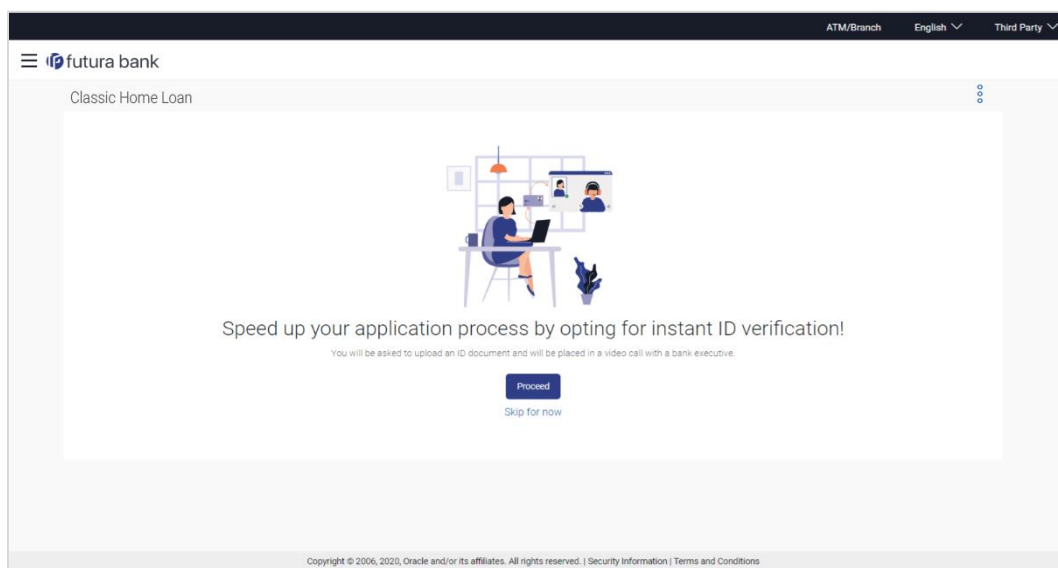 ATM/Branch English Third Party
futura bank
Classic Home Loan
Speed up your application process by opting for instant ID verification!
You will be asked to upload an ID document and will be placed in a video call with a bank executive.
Proceed
Skip for now
Copyright © 2006, 2020, Oracle and/or its affiliates. All rights reserved. | Security Information | Terms and Conditions